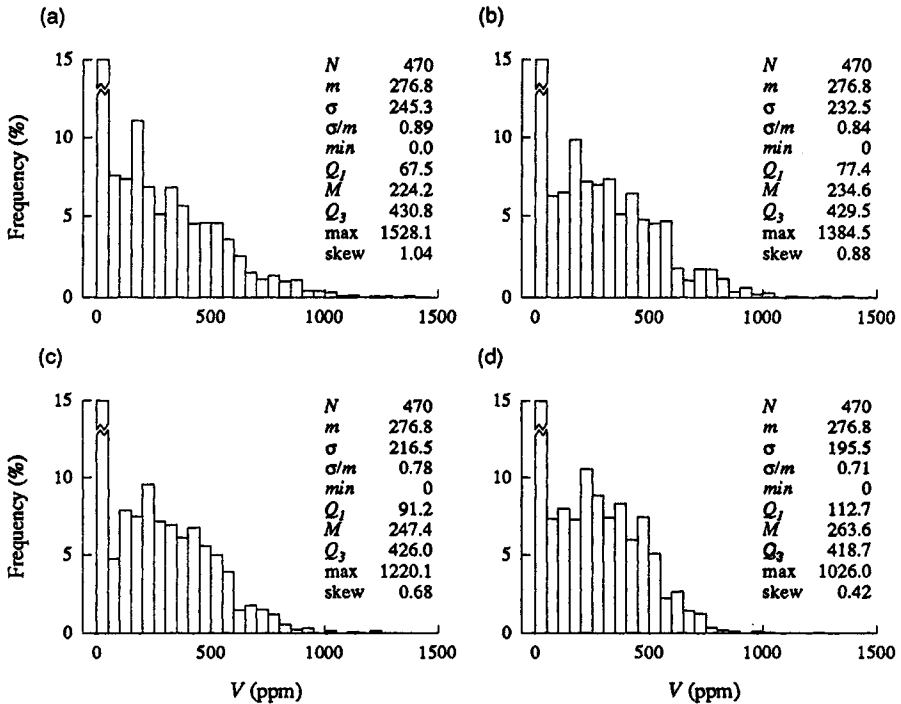 (a)
Frequency (%)
15
10
5
0
0 500 1000 1500
N 470
m 276.8
σ 245.3
σ/m 0.89
min 0.0
Q1 67.5
M 224.2
Q3 430.8
max 1528.1
skew 1.04
(b)
15
10
5
0
0 500 1000 1500
N 470
m 276.8
σ 232.5
σ/m 0.84
min 0
Q1 77.4
M 234.6
Q3 429.5
max 1384.5
skew 0.88
(c)
Frequency (%)
15
10
5
0
0 500 1000 1500
V (ppm)
N 470
m 276.8
σ 216.5
σ/m 0.78
min 0
Q1 91.2
M 247.4
Q3 426.0
max 1220.1
skew 0.68
(d)
15
10
5
0
0 500 1000 1500
V (ppm)
N 470
m 276.8
σ 195.5
σ/m 0.71
min 0
Q1 112.7
M 263.6
Q3 418.7
max 1026.0
skew 0.42